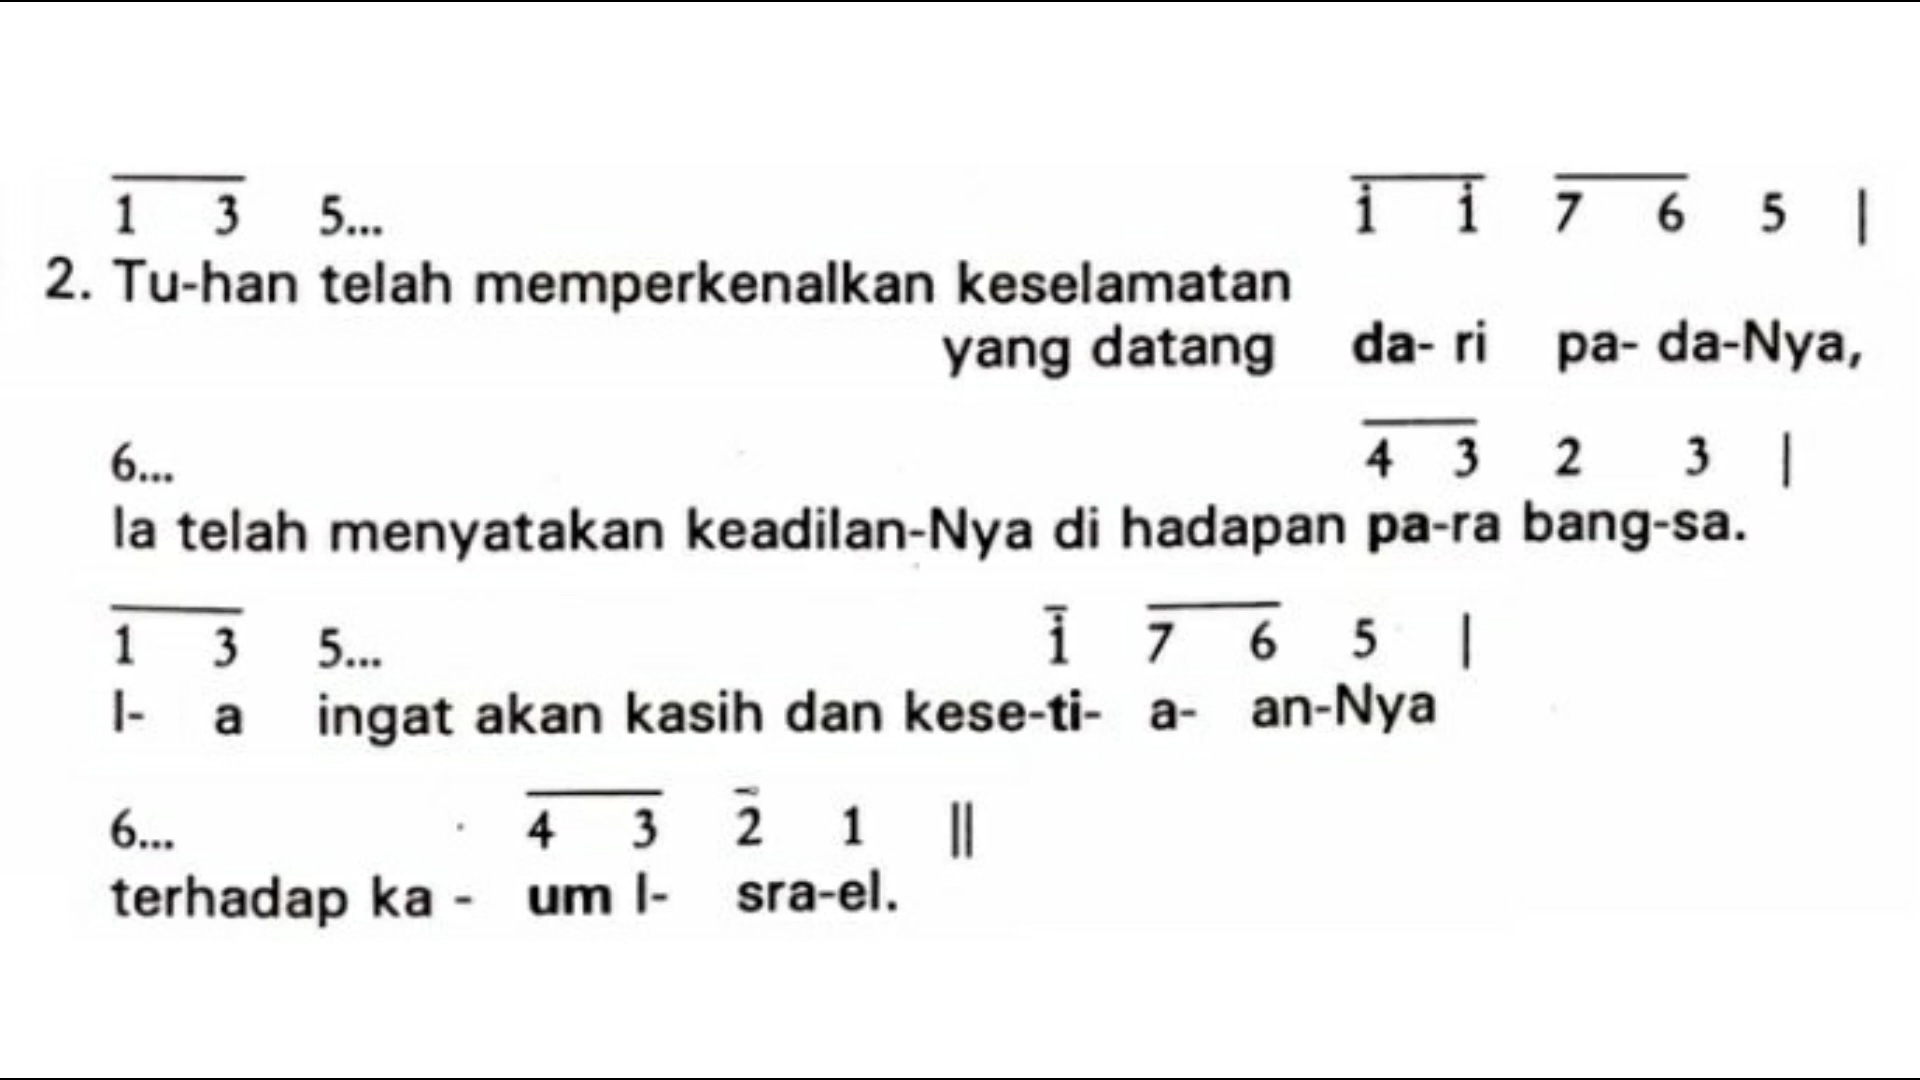 1 3 5... i̇ i̇ 7 6 5 |
2. Tu-han telah memperkenalkan keselamatan
yang datang da- ri pa- da-Nya,
6... 4 3 2 3 |
Ia telah menyatakan keadilan-Nya di hadapan pa-ra bang-sa.
1 3 5... i̇ 7 6 5 |
I- a ingat akan kasih dan kese-ti- a- an-Nya
6... 4 3 2 1 ||
terhadap ka - um I- sra-el.